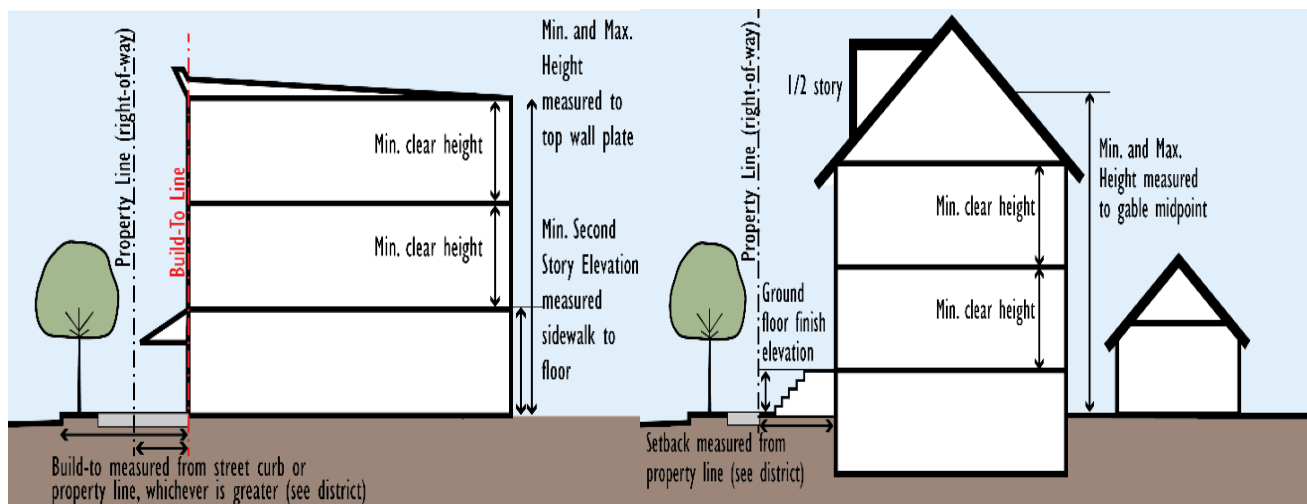 Property Line (right-of-way)
Build-To Line
Min. and Max.
Height
measured to
top wall plate
Min. clear height
Min. clear height
Min. Second
Story Elevation
measured
sidewalk to
floor
Build-to measured from street curb or
property line, whichever is greater (see district)
Property Line (right-of-way)
1/2 story
Min. and Max.
Height measured
to gable midpoint
Min. clear height
Min. clear height
Ground
floor finish
elevation
Setback measured from
property line (see district)